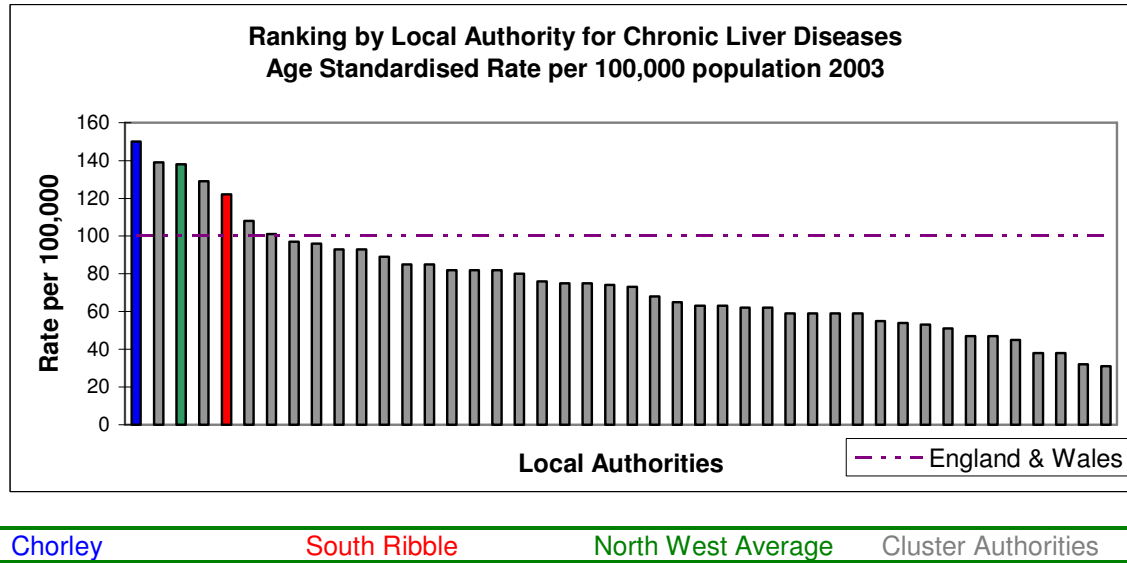 Ranking by Local Authority for Chronic Liver Diseases
Age Standardised Rate per 100,000 population 2003
Rate per 100,000
160
140
120
100
80
60
40
20
0
Local Authorities
England & Wales
Chorley South Ribble North West Average Cluster Authorities